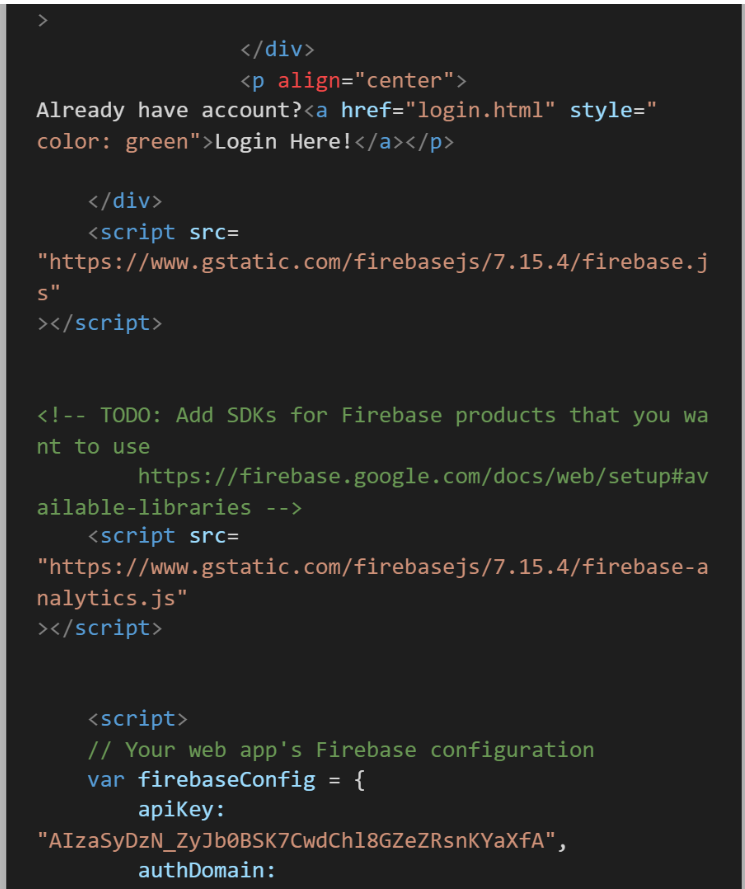 >
</div>
<p align="center">
Already have account?<a href="login.html" style="
color: green">Login Here!</a></p>
</div>
<script src=
"https://www.gstatic.com/firebasejs/7.15.4/firebase.j
s"
></script>
<!-- TODO: Add SDKs for Firebase products that you wa
nt to use
https://firebase.google.com/docs/web/setup#av
ailable-libraries -->
<script src=
"https://www.gstatic.com/firebasejs/7.15.4/firebase-a
nalytics.js"
></script>
<script>
// Your web app's Firebase configuration
var firebaseConfig = {
apiKey:
"AIzaSyDzN_ZyJb0BSK7CwdChl8GZeZRsnKYaXfA",
authDomain: